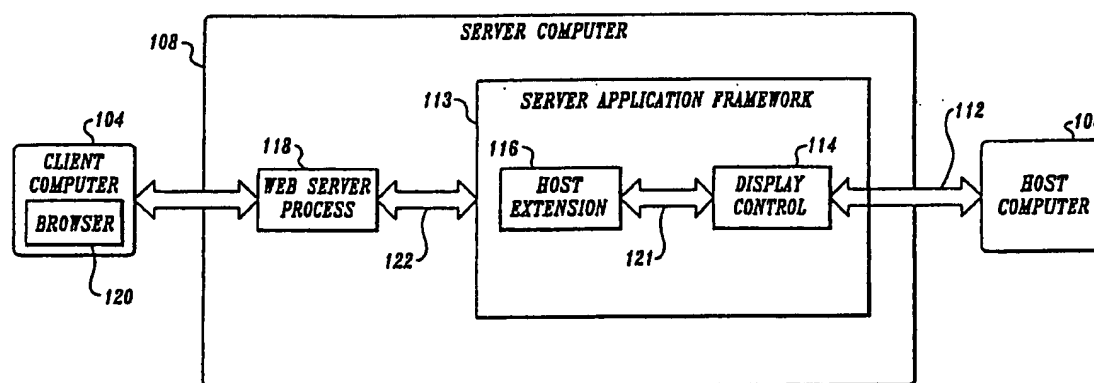 SERVER COMPUTER
108
113
SERVER APPLICATION FRAMEWORK
112
104
CLIENT
COMPUTER
BROWSER
120
118
WEB SERVER
PROCESS
122
116
HOST
EXTENSION
121
114
DISPLAY
CONTROL
HOST
COMPUTER